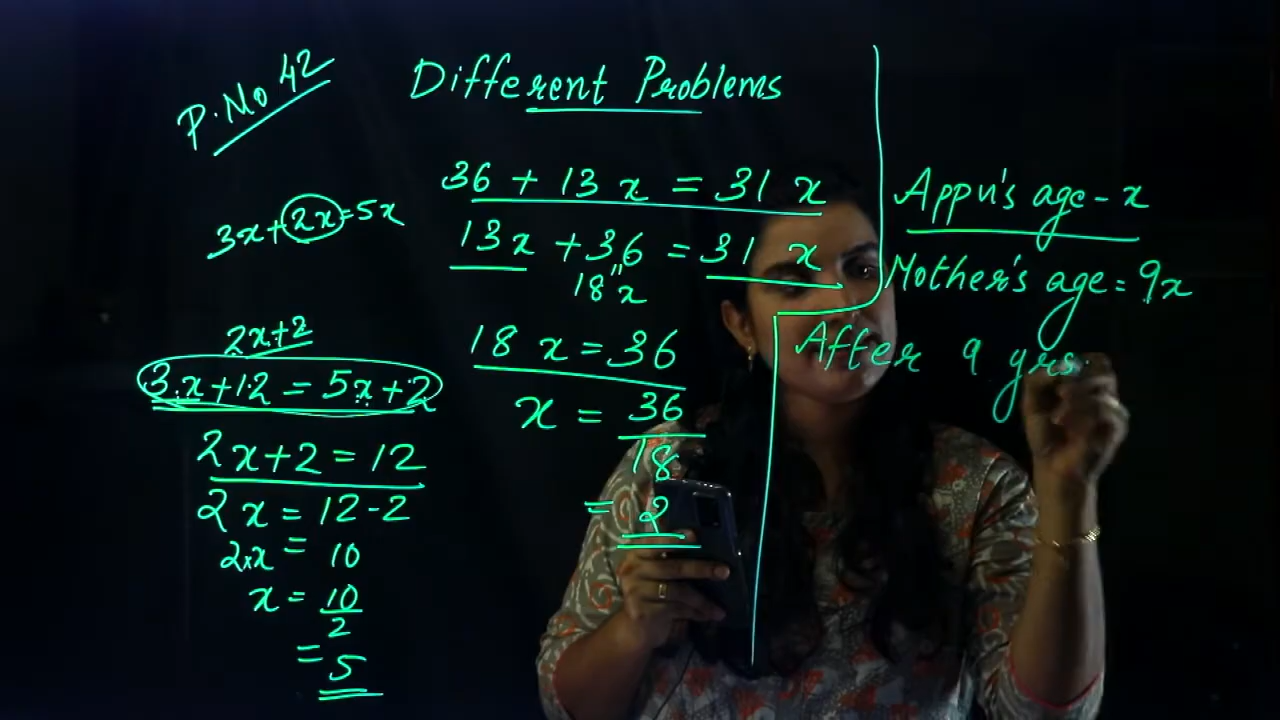 P.No 42
Different Problems
3x+2x=5x
2x+2
3x+12 = 5x+2
2x+2 = 12
2x = 12-2
2×x = 10
x = 10
2
= 5
36 + 13 x = 31 x
13x + 36 = 31 x
18 x
18 x = 36
x = 36
18
= 2
Appu's age - x
Mother's age = 9x
After 9 yrs.